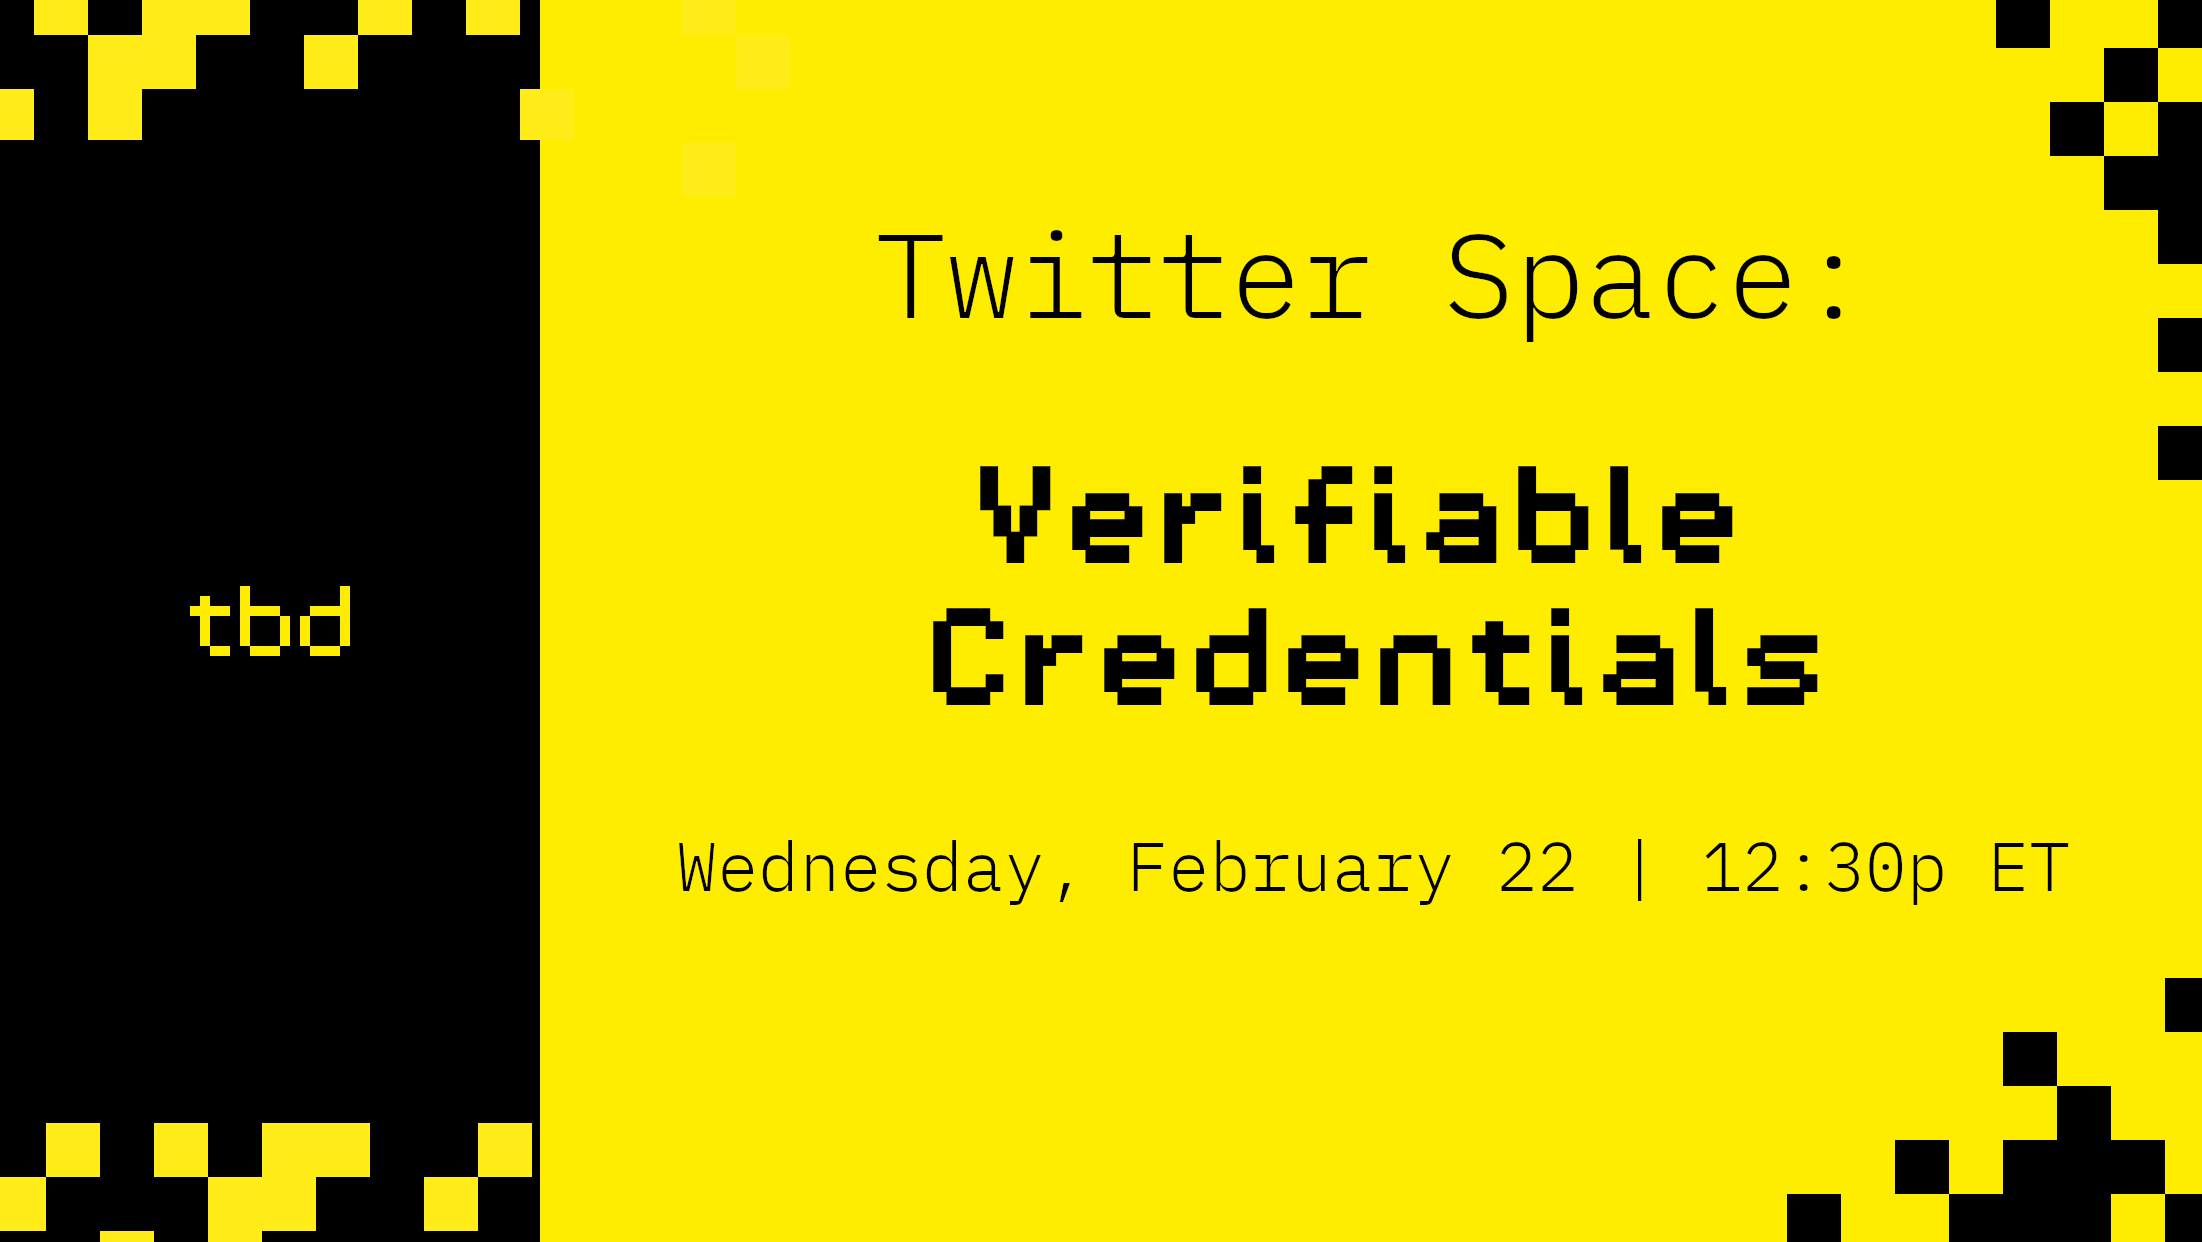 tbd
Twitter Space:
Verifiable
Credentials
Wednesday, February 22 | 12:30p ET